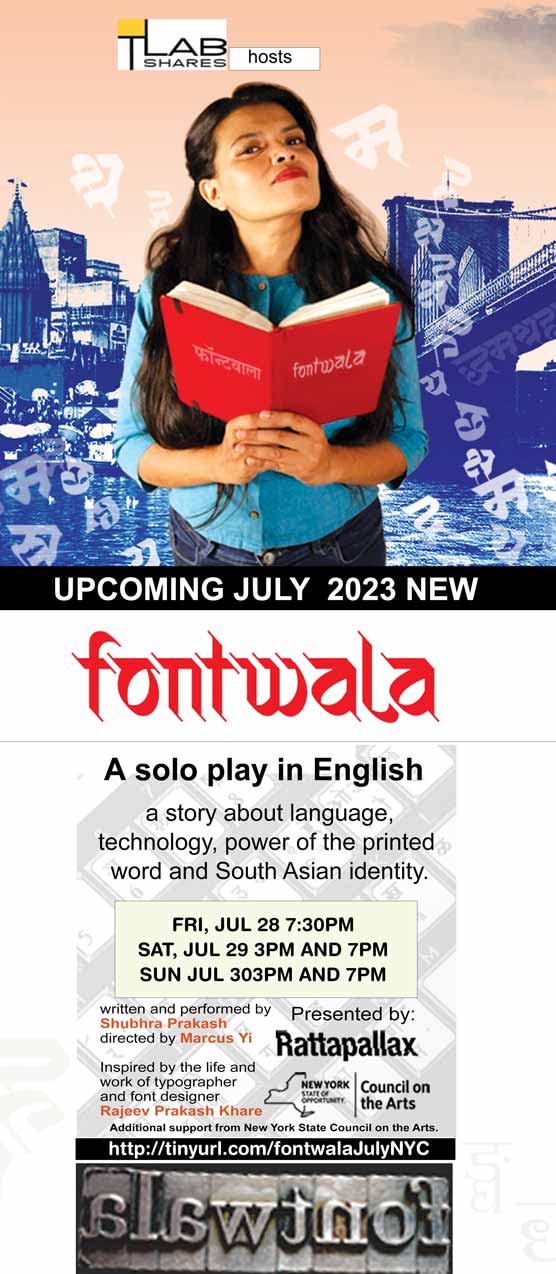 TLAB
SHARES
hosts
फॉन्टवाला
fontwala
UPCOMING JULY 2023 NEW
fontwala
A solo play in English
a story about language,
technology, power of the printed
word and South Asian identity.
FRI, JUL 28 7:30PM
SAT, JUL 29 3PM AND 7PM
SUN JUL 303PM AND 7PM
written and performed by
Shubhra Prakash
directed by Marcus Yi
Presented by:
Rattapallax
Inspired by the life and
work of typographer
and font designer
Rajeev Prakash Khare
NEW YORK
STATE OF
OPPORTUNITY.
Council on
the Arts
Additional support from New York State Council on the Arts.
http://tinyurl.com/fontwalaJulyNYC
fontwala